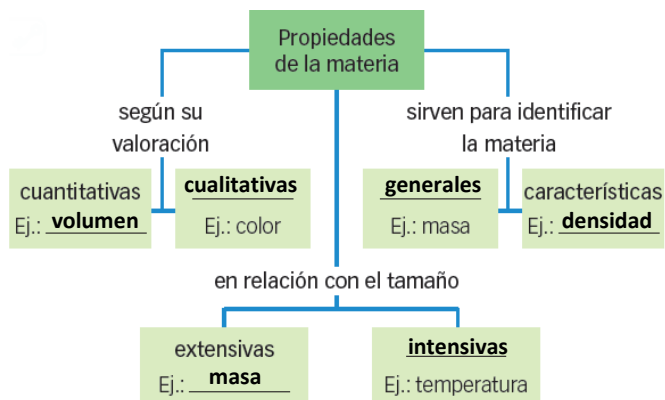 Propiedades
de la materia
según su
valoración
sirven para identificar
la materia
cuantitativas
Ej.: volumen
cualitativas
Ej.: color
generales
Ej.: masa
características
Ej.: densidad
en relación con el tamaño
extensivas
Ej.: masa
intensivas
Ej.: temperatura